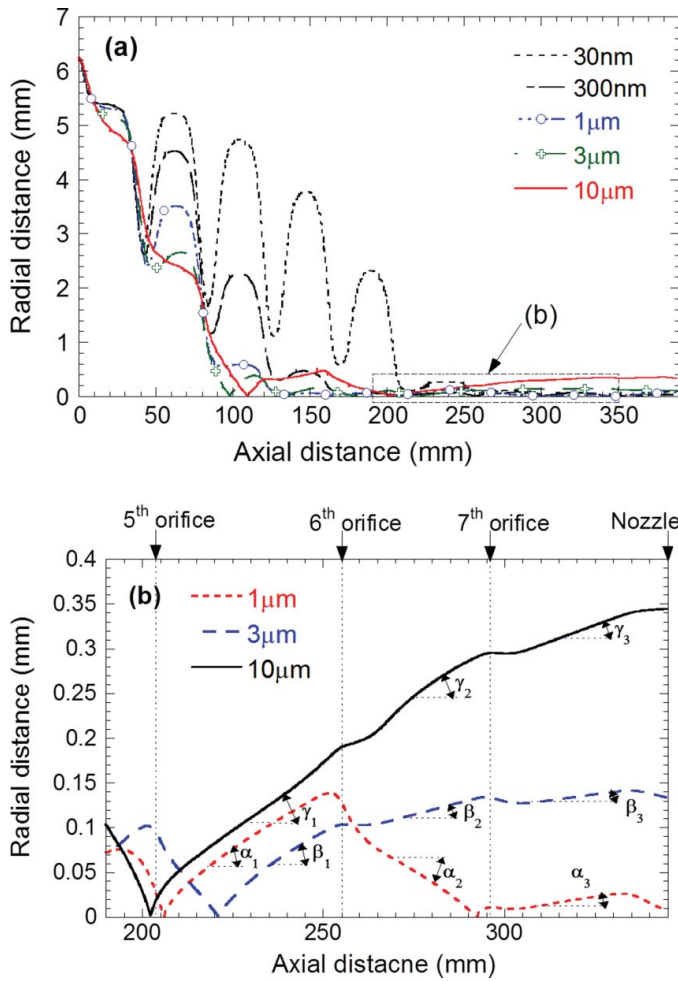 (a)
30nm
300nm
1μm
3μm
10μm
(b)
7
6
5
4
3
2
1
0
Radial distance (mm)
0 50 100 150 200 250 300 350
Axial distance (mm)
5th orifice 6th orifice 7th orifice Nozzle
(b)
1μm
3μm
10μm
0.4
0.35
0.3
0.25
0.2
0.15
0.1
0.05
0
Radial distance (mm)
γ1
α1
β1
γ2
β2
α2
γ3
β3
α3
200 250 300
Axial distacne (mm)